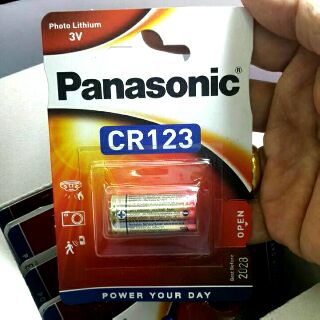 Photo Lithium
3V
Panasonic
CR123
OPEN
Best Before
2028
POWER YOUR DAY